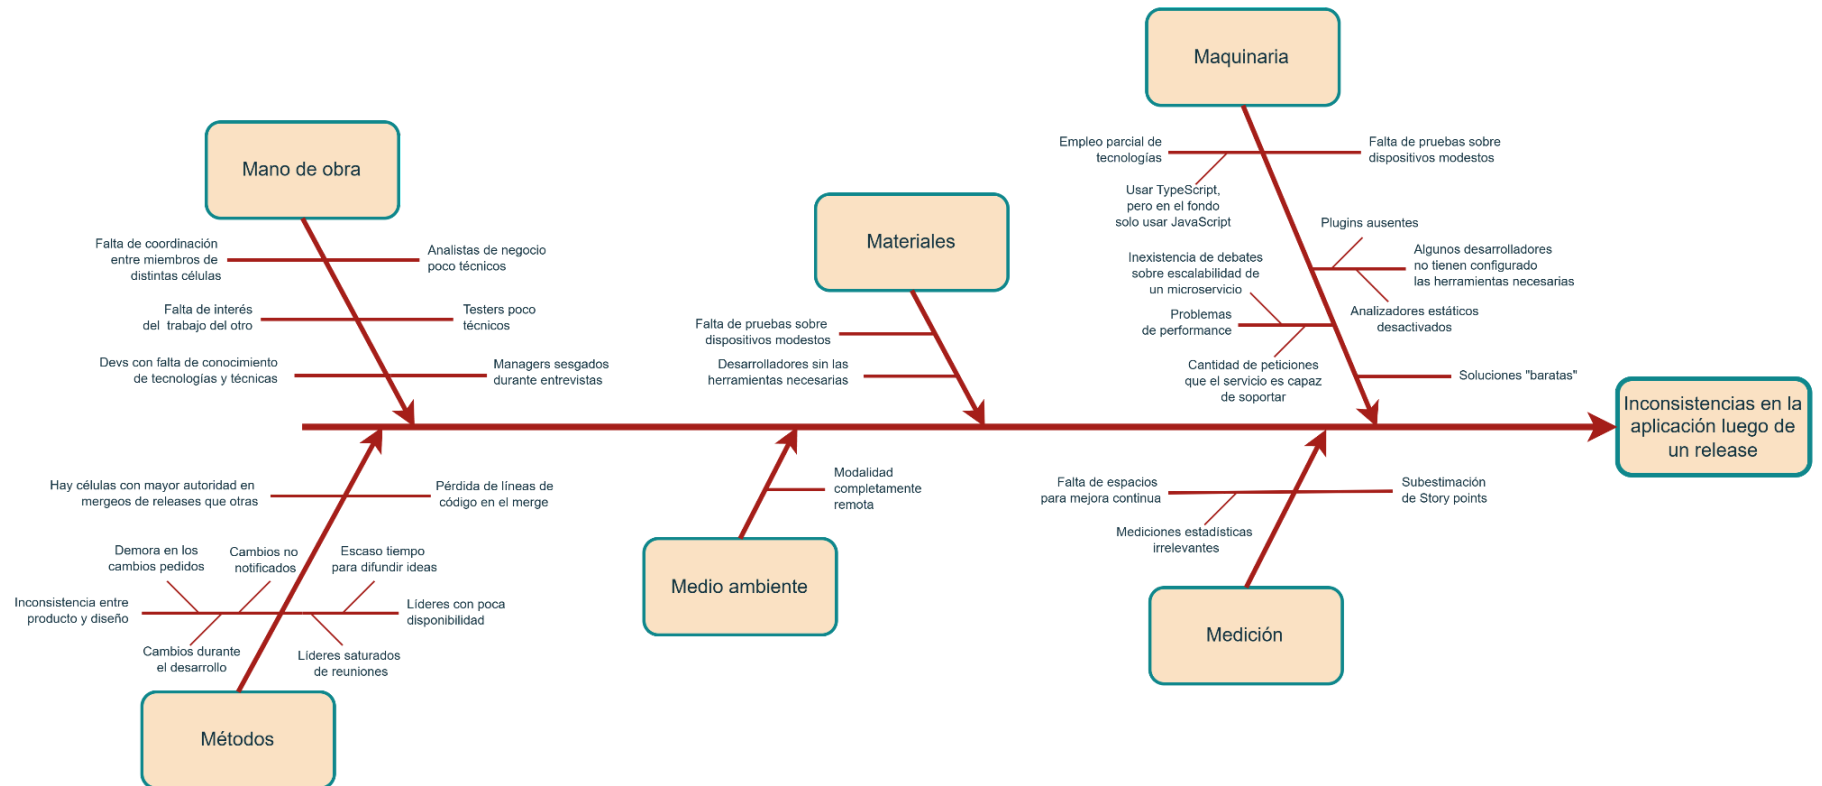 Maquinaria
Mano de obra
Materiales
Empleo parcial de
tecnologías
Falta de pruebas sobre
dispositivos modestos
Usar TypeScript,
pero en el fondo
solo usar JavaScript
Plugins ausentes
Algunos desarrolladores
no tienen configurado
las herramientas necesarias
Analizadores estáticos
desactivados
Inexistencia de debates
sobre escalabilidad de
un microservicio
Problemas
de performance
Cantidad de peticiones
que el servicio es capaz
de soportar
Soluciones "baratas"
Falta de coordinación
entre miembros de
distintas células
Analistas de negocio
poco técnicos
Falta de interés
del trabajo del otro
Testers poco
técnicos
Devs con falta de conocimiento
de tecnologías y técnicas
Managers sesgados
durante entrevistas
Falta de pruebas sobre
dispositivos modestos
Desarrolladores sin las
herramientas necesarias
Inconsistencias en la
aplicación luego de
un release
Hay células con mayor autoridad en
mergeos de releases que otras
Pérdida de líneas de
código en el merge
Demora en los
cambios pedidos
Cambios no
notificados
Escaso tiempo
para difundir ideas
Inconsistencia entre
producto y diseño
Líderes con poca
disponibilidad
Cambios durante
el desarrollo
Líderes saturados
de reuniones
Métodos
Modalidad
completamente
remota
Medio ambiente
Falta de espacios
para mejora continua
Subestimación
de Story points
Mediciones estadísticas
irrelevantes
Medición